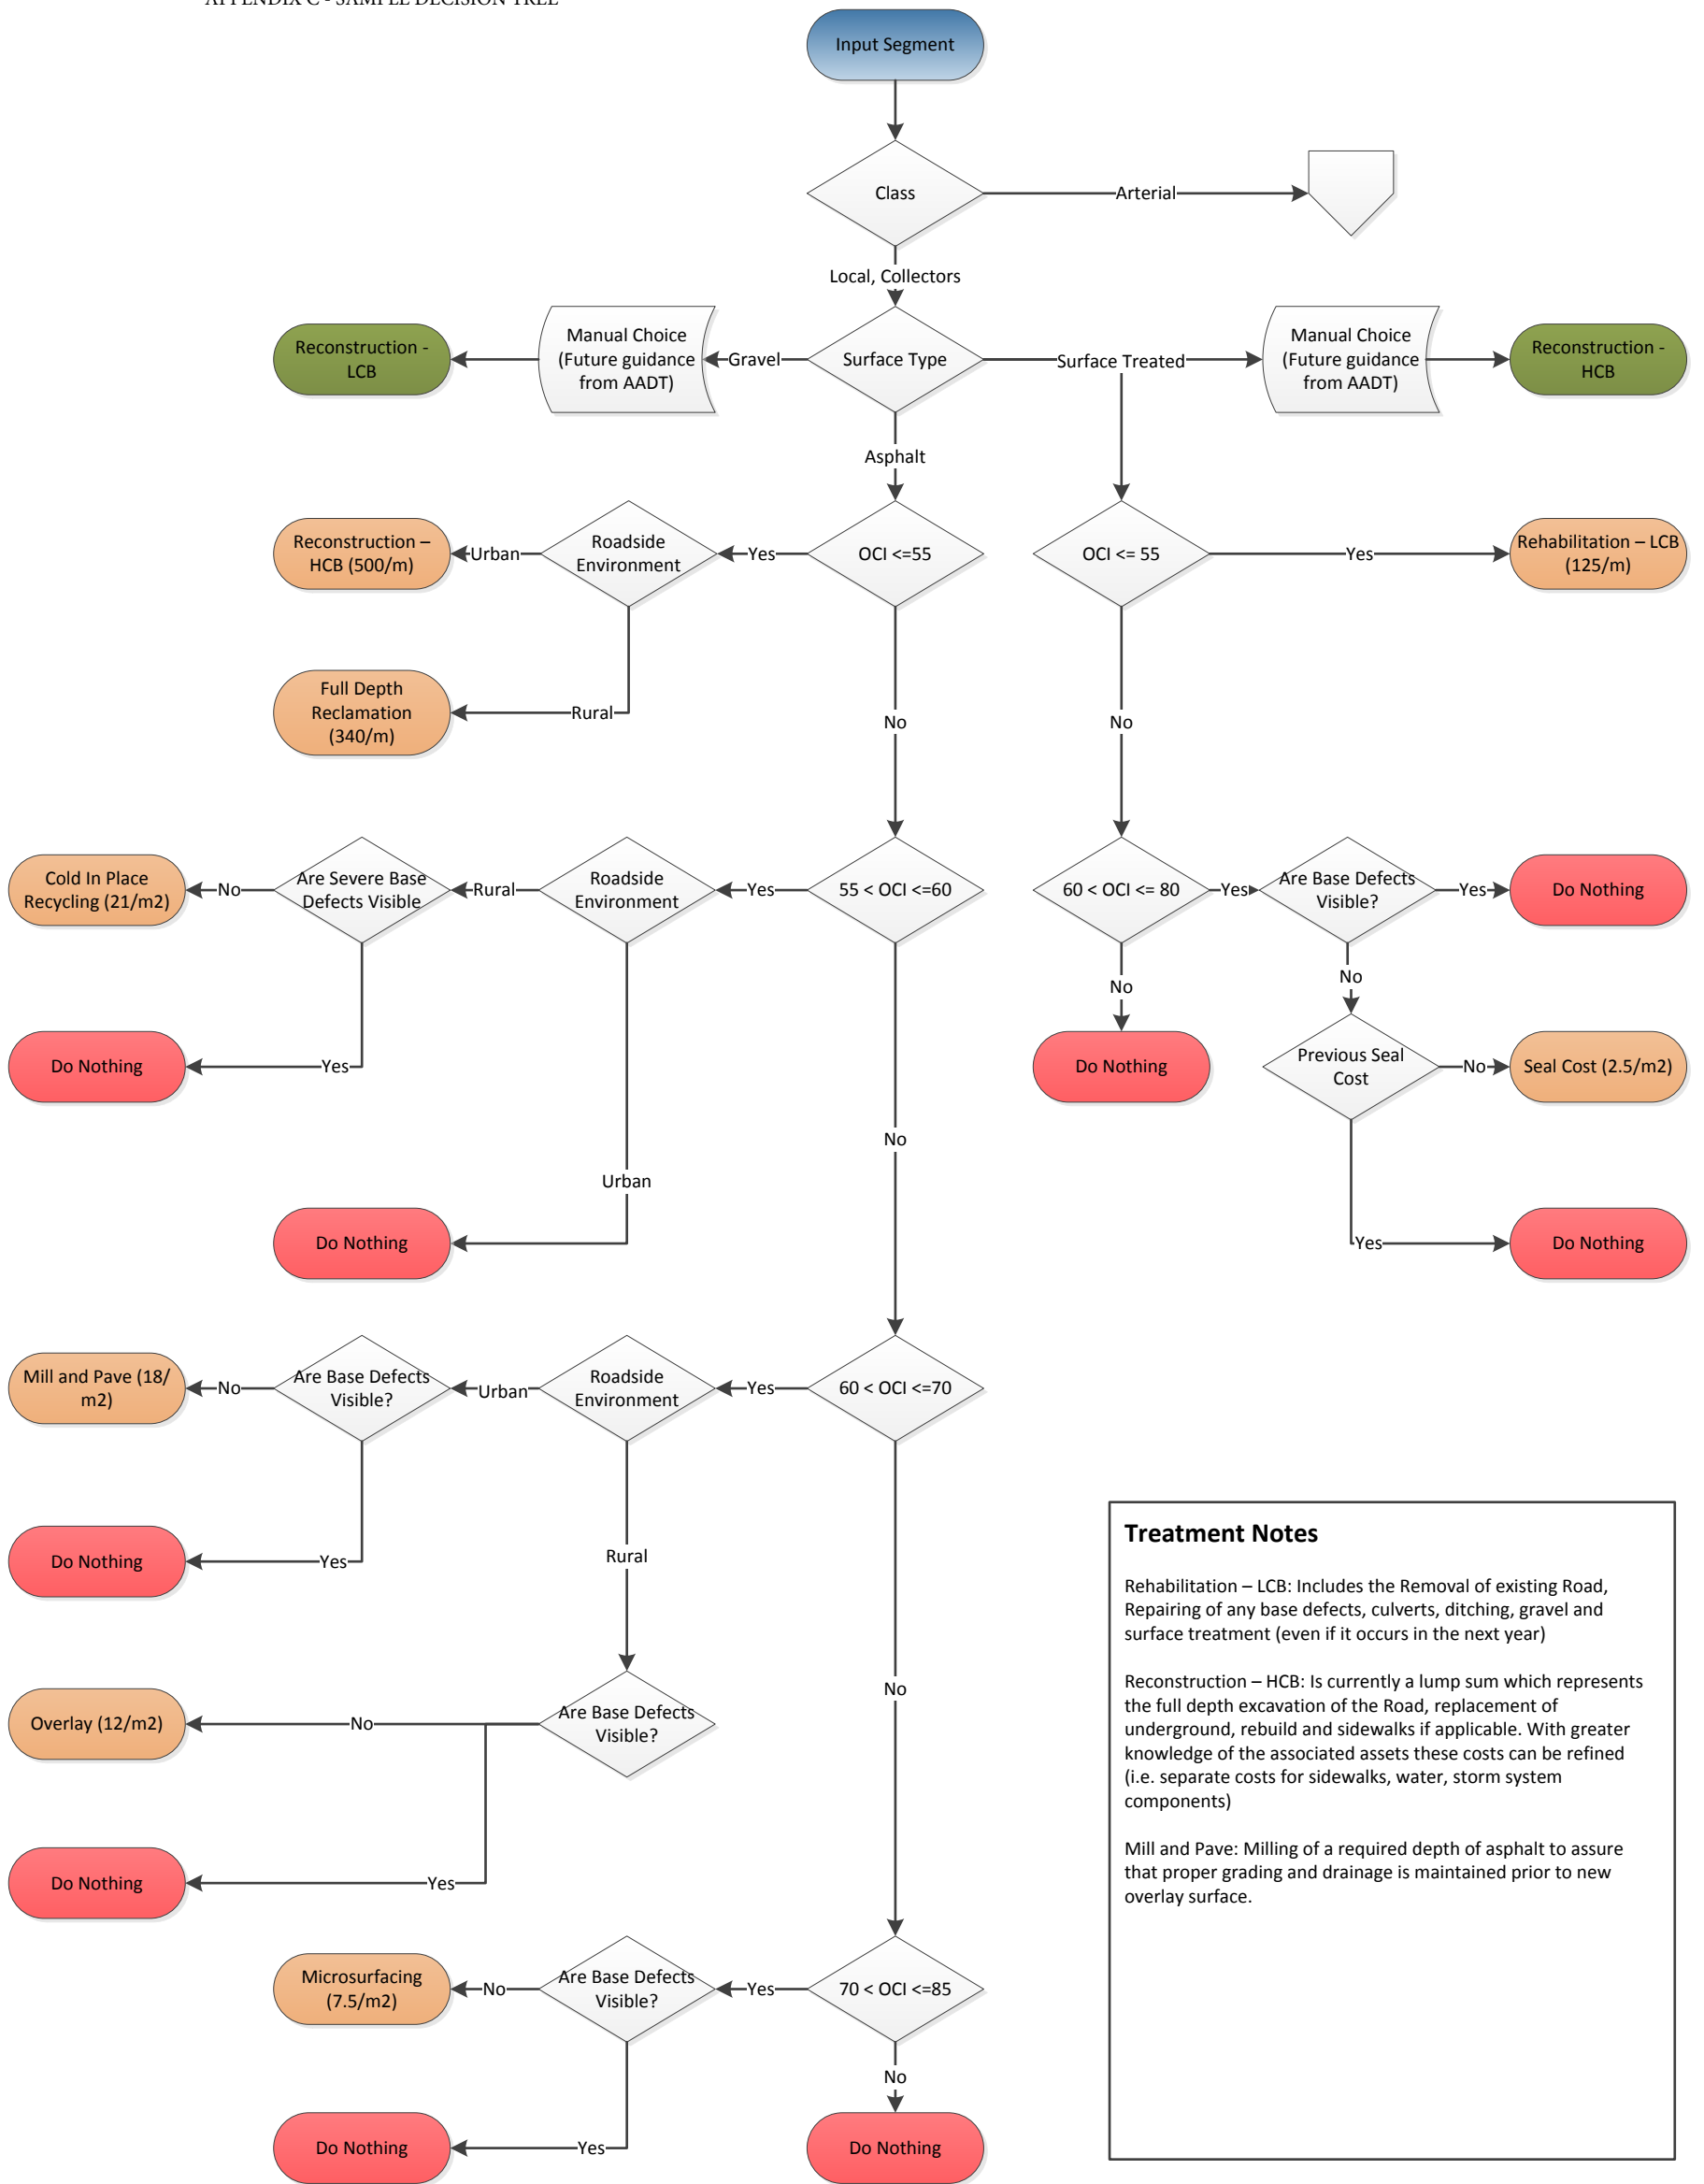 APPENDIX C - SAMPLE DECISION TREE
Input Segment
Class
Arterial
Local, Collectors
Reconstruction -
LCB
Manual Choice
(Future guidance
from AADT)
Gravel
Surface Type
Surface Treated
Manual Choice
(Future guidance
from AADT)
Reconstruction -
HCB
Asphalt
Reconstruction –
HCB (500/m)
Urban
Roadside
Environment
Yes
OCI <=55
OCI <= 55
Yes
Rehabilitation – LCB
(125/m)
Full Depth
Reclamation
(340/m)
Rural
No
No
Cold In Place
Recycling (21/m2)
No
Are Severe Base
Defects Visible
Rural
Roadside
Environment
Yes
55 < OCI <=60
60 < OCI <= 80
Yes
Are Base Defects
Visible?
Yes
Do Nothing
No
No
Do Nothing
Yes
Do Nothing
Previous Seal
Cost
No
Seal Cost (2.5/m2)
No
Urban
Do Nothing
Yes
Do Nothing
Mill and Pave (18/
m2)
No
Are Base Defects
Visible?
Urban
Roadside
Environment
Yes
60 < OCI <=70
Do Nothing
Yes
Rural
Overlay (12/m2)
No
Are Base Defects
Visible?
No
Do Nothing
Yes
Microsurfacing
(7.5/m2)
No
Are Base Defects
Visible?
Yes
70 < OCI <=85
No
Do Nothing
Yes
Do Nothing
Treatment Notes
Rehabilitation – LCB: Includes the Removal of existing Road,
Repairing of any base defects, culverts, ditching, gravel and
surface treatment (even if it occurs in the next year)
Reconstruction – HCB: Is currently a lump sum which represents
the full depth excavation of the Road, replacement of
underground, rebuild and sidewalks if applicable. With greater
knowledge of the associated assets these costs can be refined
(i.e. separate costs for sidewalks, water, storm system
components)
Mill and Pave: Milling of a required depth of asphalt to assure
that proper grading and drainage is maintained prior to new
overlay surface.